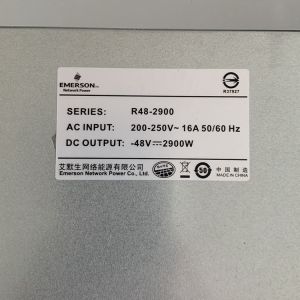 EMERSON
Network Power
R37927
SERIES: R48-2900
AC INPUT: 200-250V~ 16A 50/60 Hz
DC OUTPUT: -48V⎓2900W
艾默生网络能源有限公司
Emerson Network Power Co., Ltd.
50
中国制造
MADE IN CHINA